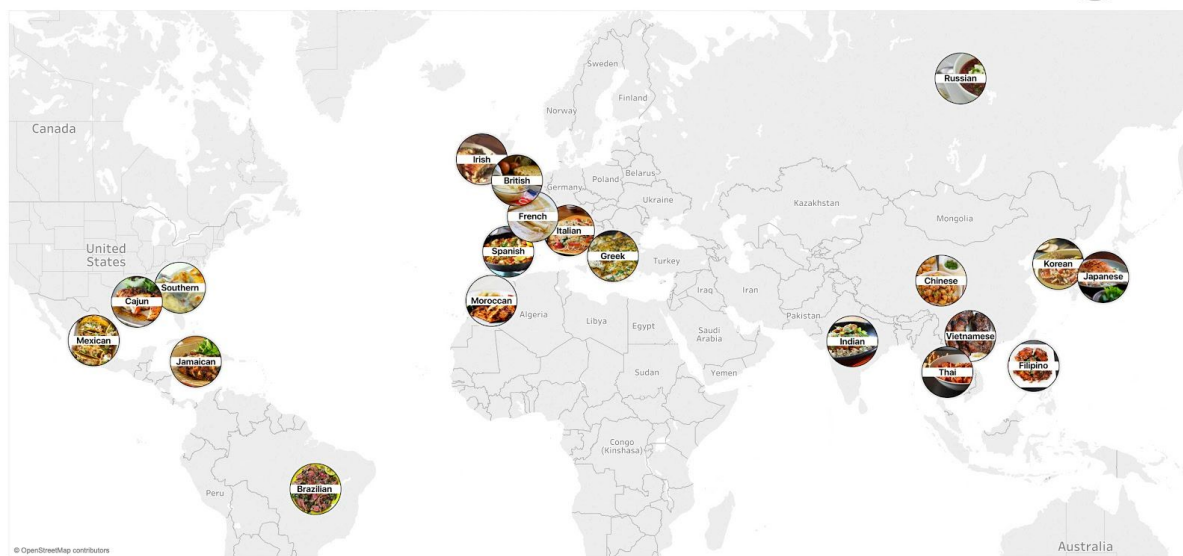 Sweden
Russian
Finland
Norway
Canada
Irish
British
Germany
Poland
Belarus
Ukraine
Kazakhstan
Mongolia
French
Italian
United
States
Spanish
Greek
Turkey
Korean
Japanese
Chinese
Southern
Cajun
Moroccan
Algeria
Libya
Egypt
Iraq
Iran
Pakistan
Saudi
Arabia
Mexican
Indian
Vietnamese
Jamaican
Sudan
Yemen
Thai
Filipino
Congo
(Kinshasa)
Brazilian
Peru
Australia
© OpenStreetMap contributors